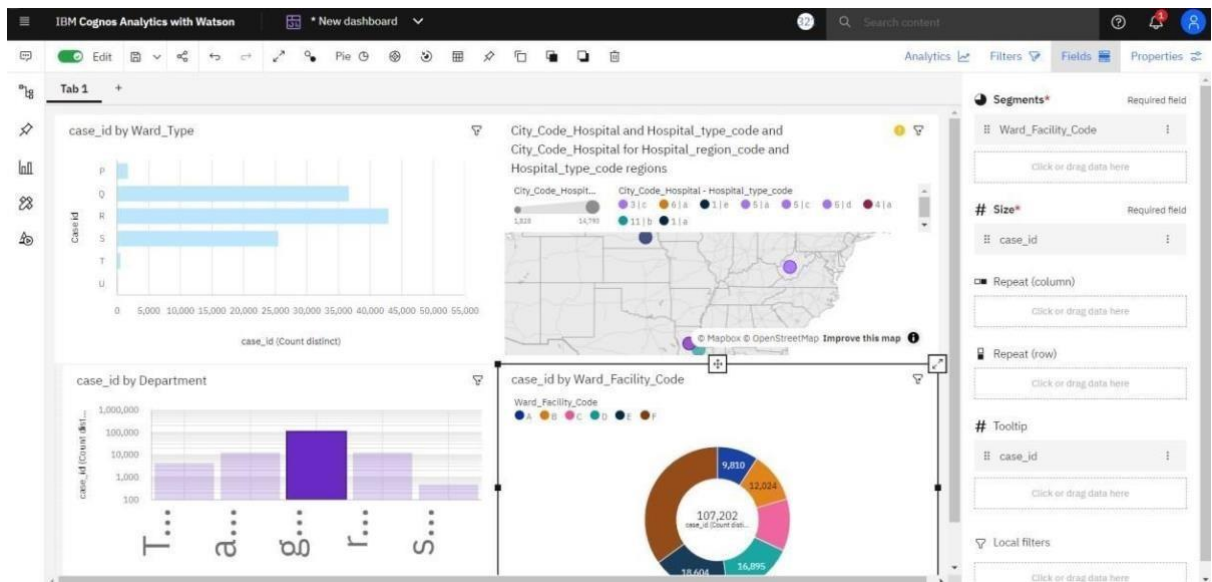 IBM Cognos Analytics with Watson
* New dashboard
32
Search content
1
Edit
Pie
Analytics
Filters
Fields
Properties
Tab 1
+
case_id by Ward_Type
Case id
P
Q
R
S
T
U
0 5,000 10,000 15,000 20,000 25,000 30,000 35,000 40,000 45,000 50,000 55,000
case_id (Count distinct)
City_Code_Hospital and Hospital_type_code and
City_Code_Hospital for Hospital_region_code and
Hospital_type_code regions
City_Code_Hospit...
1,828 14,795
City_Code_Hospital - Hospital_type_code
3|c 6|a 1|e 5|a 5|c 5|d 4|a
11|b 1|a
© Mapbox © OpenStreetMap Improve this map
case_id by Department
case_id (Count dist...
1,000,000
100,000
10,000
1,000
100
T... a... g... r... S...
case_id by Ward_Facility_Code
Ward_Facility_Code
A B C D E F
9,810
12,024
107,202
case_id (Count disti...
16,895
18,604
Segments* Required field
Ward_Facility_Code
Click or drag data here
Size* Required field
case_id
Repeat (column)
Click or drag data here
Repeat (row)
Click or drag data here
Tooltip
case_id
Click or drag data here
Local filters
Click or drag data here